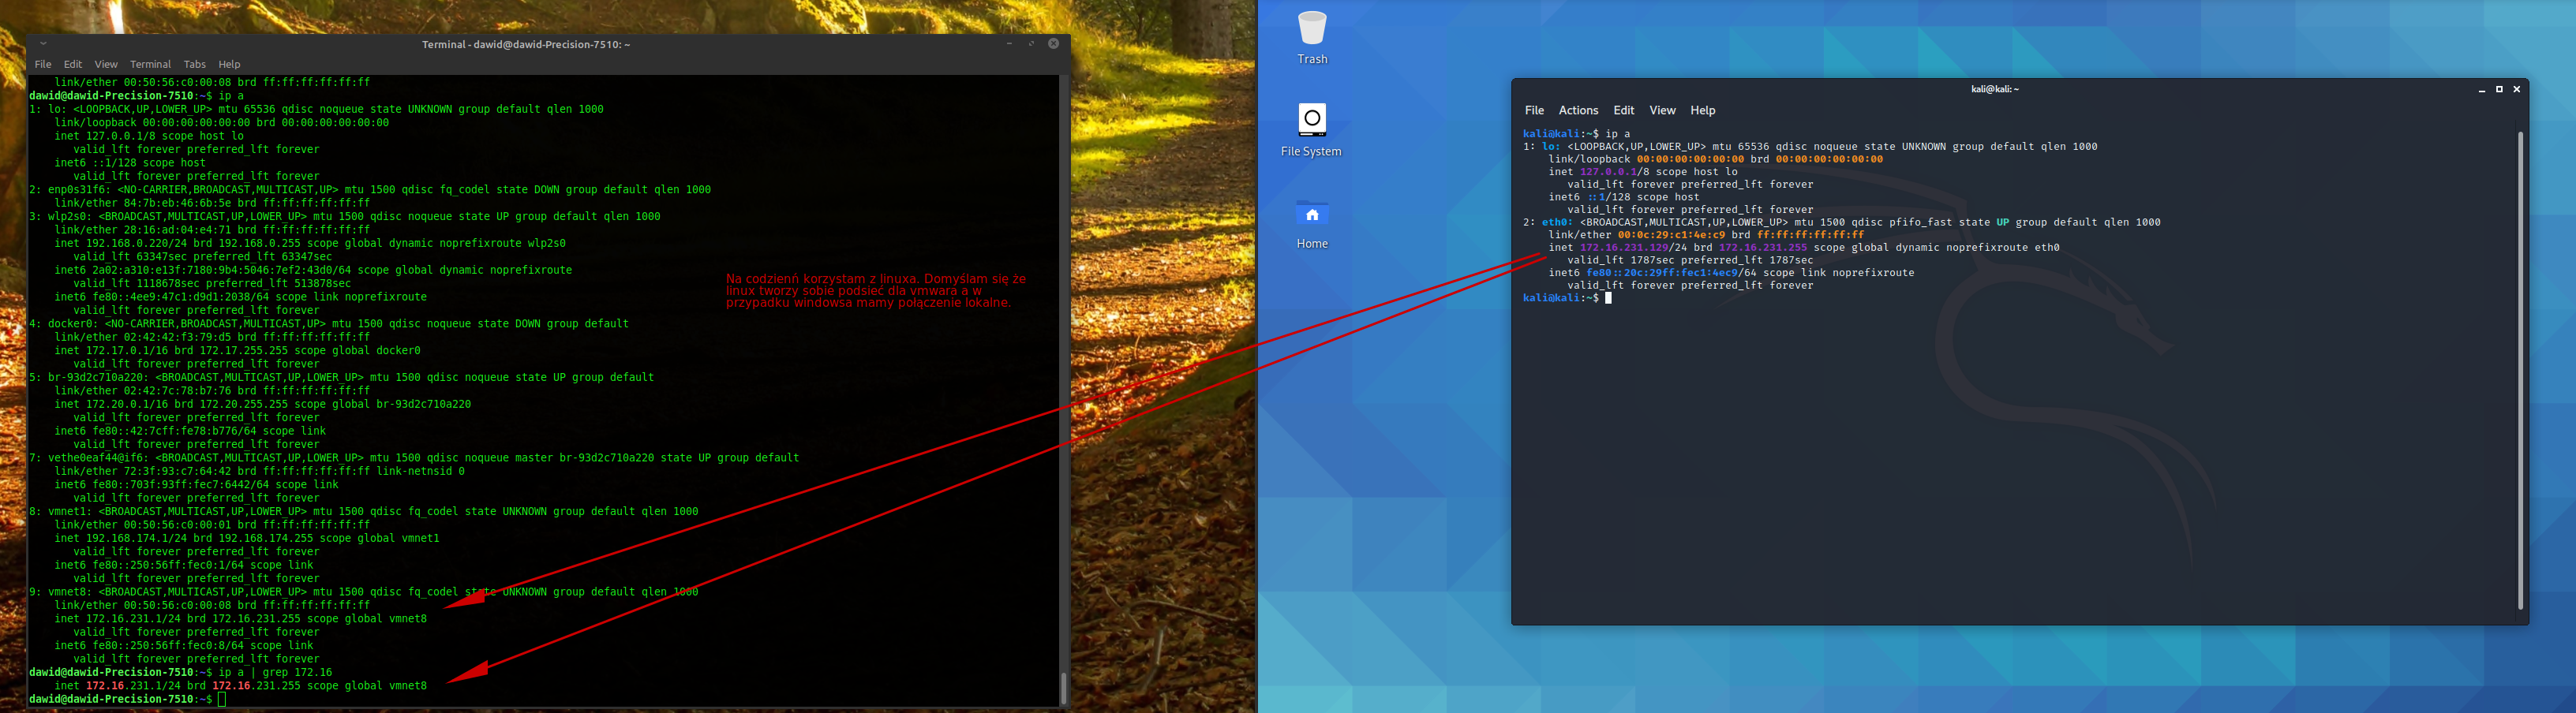 Terminal - dawid@dawid-Precision-7510: ~
File Edit View Terminal Tabs Help
link/ether 00:50:56:c0:00:08 brd ff:ff:ff:ff:ff:ff
dawid@dawid-Precision-7510:~$ ip a
1: lo: <LOOPBACK,UP,LOWER_UP> mtu 65536 qdisc noqueue state UNKNOWN group default qlen 1000
link/loopback 00:00:00:00:00:00 brd 00:00:00:00:00:00
inet 127.0.0.1/8 scope host lo
valid_lft forever preferred_lft forever
inet6 ::1/128 scope host
valid_lft forever preferred_lft forever
2: enp0s31f6: <NO-CARRIER,BROADCAST,MULTICAST,UP> mtu 1500 qdisc fq_codel state DOWN group default qlen 1000
link/ether 84:7b:eb:46:6b:5e brd ff:ff:ff:ff:ff:ff
3: wlp2s0: <BROADCAST,MULTICAST,UP,LOWER_UP> mtu 1500 qdisc noqueue state UP group default qlen 1000
link/ether 28:16:ad:04:e4:71 brd ff:ff:ff:ff:ff:ff
inet 192.168.0.220/24 brd 192.168.0.255 scope global dynamic noprefixroute wlp2s0
valid_lft 63347sec preferred_lft 63347sec
inet6 2a02:a310:e13f:7180:9b4:5046:7ef2:43d0/64 scope global dynamic noprefixroute
valid_lft 1118678sec preferred_lft 513878sec
inet6 fe80::4ee9:47c1:d9d1:2038/64 scope link noprefixroute
valid_lft forever preferred_lft forever
4: docker0: <NO-CARRIER,BROADCAST,MULTICAST,UP> mtu 1500 qdisc noqueue state DOWN group default
link/ether 02:42:42:f3:79:d5 brd ff:ff:ff:ff:ff:ff
inet 172.17.0.1/16 brd 172.17.255.255 scope global docker0
valid_lft forever preferred_lft forever
5: br-93d2c710a220: <BROADCAST,MULTICAST,UP,LOWER_UP> mtu 1500 qdisc noqueue state UP group default
link/ether 02:42:7c:78:b7:76 brd ff:ff:ff:ff:ff:ff
inet 172.20.0.1/16 brd 172.20.255.255 scope global br-93d2c710a220
valid_lft forever preferred_lft forever
inet6 fe80::42:7cff:fe78:b776/64 scope link
valid_lft forever preferred_lft forever
7: vethe0eaf44@if6: <BROADCAST,MULTICAST,UP,LOWER_UP> mtu 1500 qdisc noqueue master br-93d2c710a220 state UP group default
link/ether 72:3f:93:c7:64:42 brd ff:ff:ff:ff:ff:ff link-netnsid 0
inet6 fe80::703f:93ff:fec7:6442/64 scope link
valid_lft forever preferred_lft forever
8: vmnet1: <BROADCAST,MULTICAST,UP,LOWER_UP> mtu 1500 qdisc fq_codel state UNKNOWN group default qlen 1000
link/ether 00:50:56:c0:00:01 brd ff:ff:ff:ff:ff:ff
inet 192.168.174.1/24 brd 192.168.174.255 scope global vmnet1
valid_lft forever preferred_lft forever
inet6 fe80::250:56ff:fec0:1/64 scope link
valid_lft forever preferred_lft forever
9: vmnet8: <BROADCAST,MULTICAST,UP,LOWER_UP> mtu 1500 qdisc fq_codel state UNKNOWN group default qlen 1000
link/ether 00:50:56:c0:00:08 brd ff:ff:ff:ff:ff:ff
inet 172.16.231.1/24 brd 172.16.231.255 scope global vmnet8
valid_lft forever preferred_lft forever
inet6 fe80::250:56ff:fec0:8/64 scope link
valid_lft forever preferred_lft forever
dawid@dawid-Precision-7510:~$ ip a | grep 172.16
inet 172.16.231.1/24 brd 172.16.231.255 scope global vmnet8
dawid@dawid-Precision-7510:~$
Na codzienń korzystam z linuxa. Domyślam się że
linux tworzy sobie podsieć dla vmwara a w
przypadku windowsa mamy połączenie lokalne.
Trash
File System
Home
kali@kali: ~
File Actions Edit View Help
kali@kali:~$ ip a
1: lo: <LOOPBACK,UP,LOWER_UP> mtu 65536 qdisc noqueue state UNKNOWN group default qlen 1000
link/loopback 00:00:00:00:00:00 brd 00:00:00:00:00:00
inet 127.0.0.1/8 scope host lo
valid_lft forever preferred_lft forever
inet6 ::1/128 scope host
valid_lft forever preferred_lft forever
2: eth0: <BROADCAST,MULTICAST,UP,LOWER_UP> mtu 1500 qdisc pfifo_fast state UP group default qlen 1000
link/ether 00:0c:29:c1:4e:c9 brd ff:ff:ff:ff:ff:ff
inet 172.16.231.129/24 brd 172.16.231.255 scope global dynamic noprefixroute eth0
valid_lft 1787sec preferred_lft 1787sec
inet6 fe80::20c:29ff:fec1:4ec9/64 scope link noprefixroute
valid_lft forever preferred_lft forever
kali@kali:~$